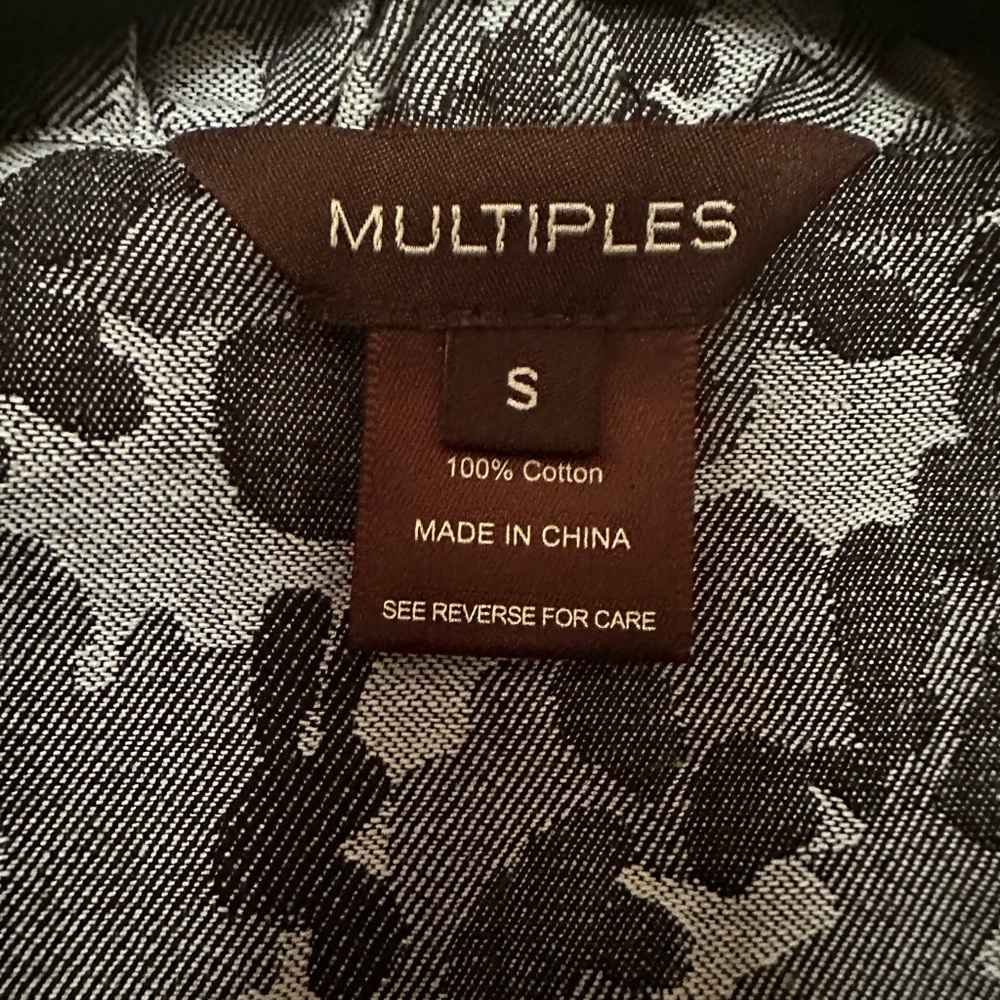 MULTIPLES
S
100% Cotton
MADE IN CHINA
SEE REVERSE FOR CARE